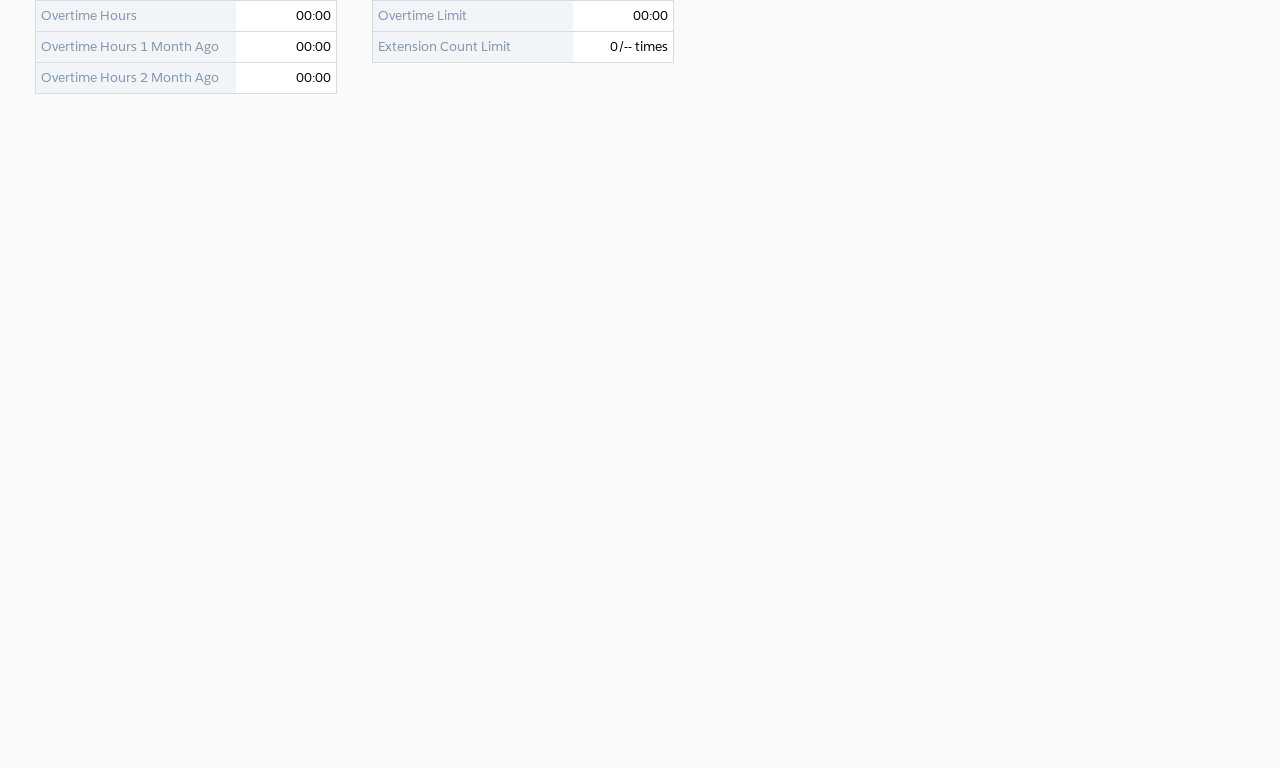 Overtime Hours 00:00
Overtime Hours 1 Month Ago 00:00
Overtime Hours 2 Month Ago 00:00
Overtime Limit 00:00
Extension Count Limit 0/-- times